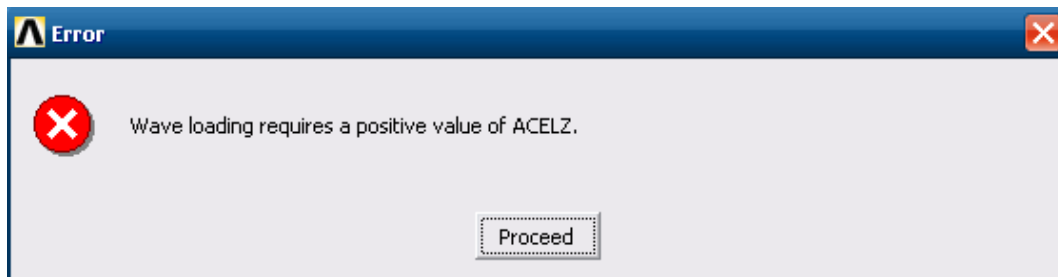 Error
Wave loading requires a positive value of ACELZ.
Proceed